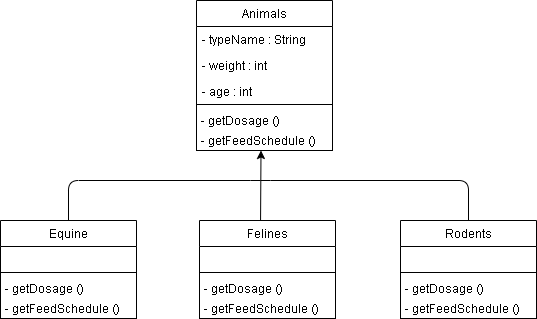 Animals
- typeName : String
- weight : int
- age : int
- getDosage ()
- getFeedSchedule ()
Equine
- getDosage ()
- getFeedSchedule ()
Felines
- getDosage ()
- getFeedSchedule ()
Rodents
- getDosage ()
- getFeedSchedule ()